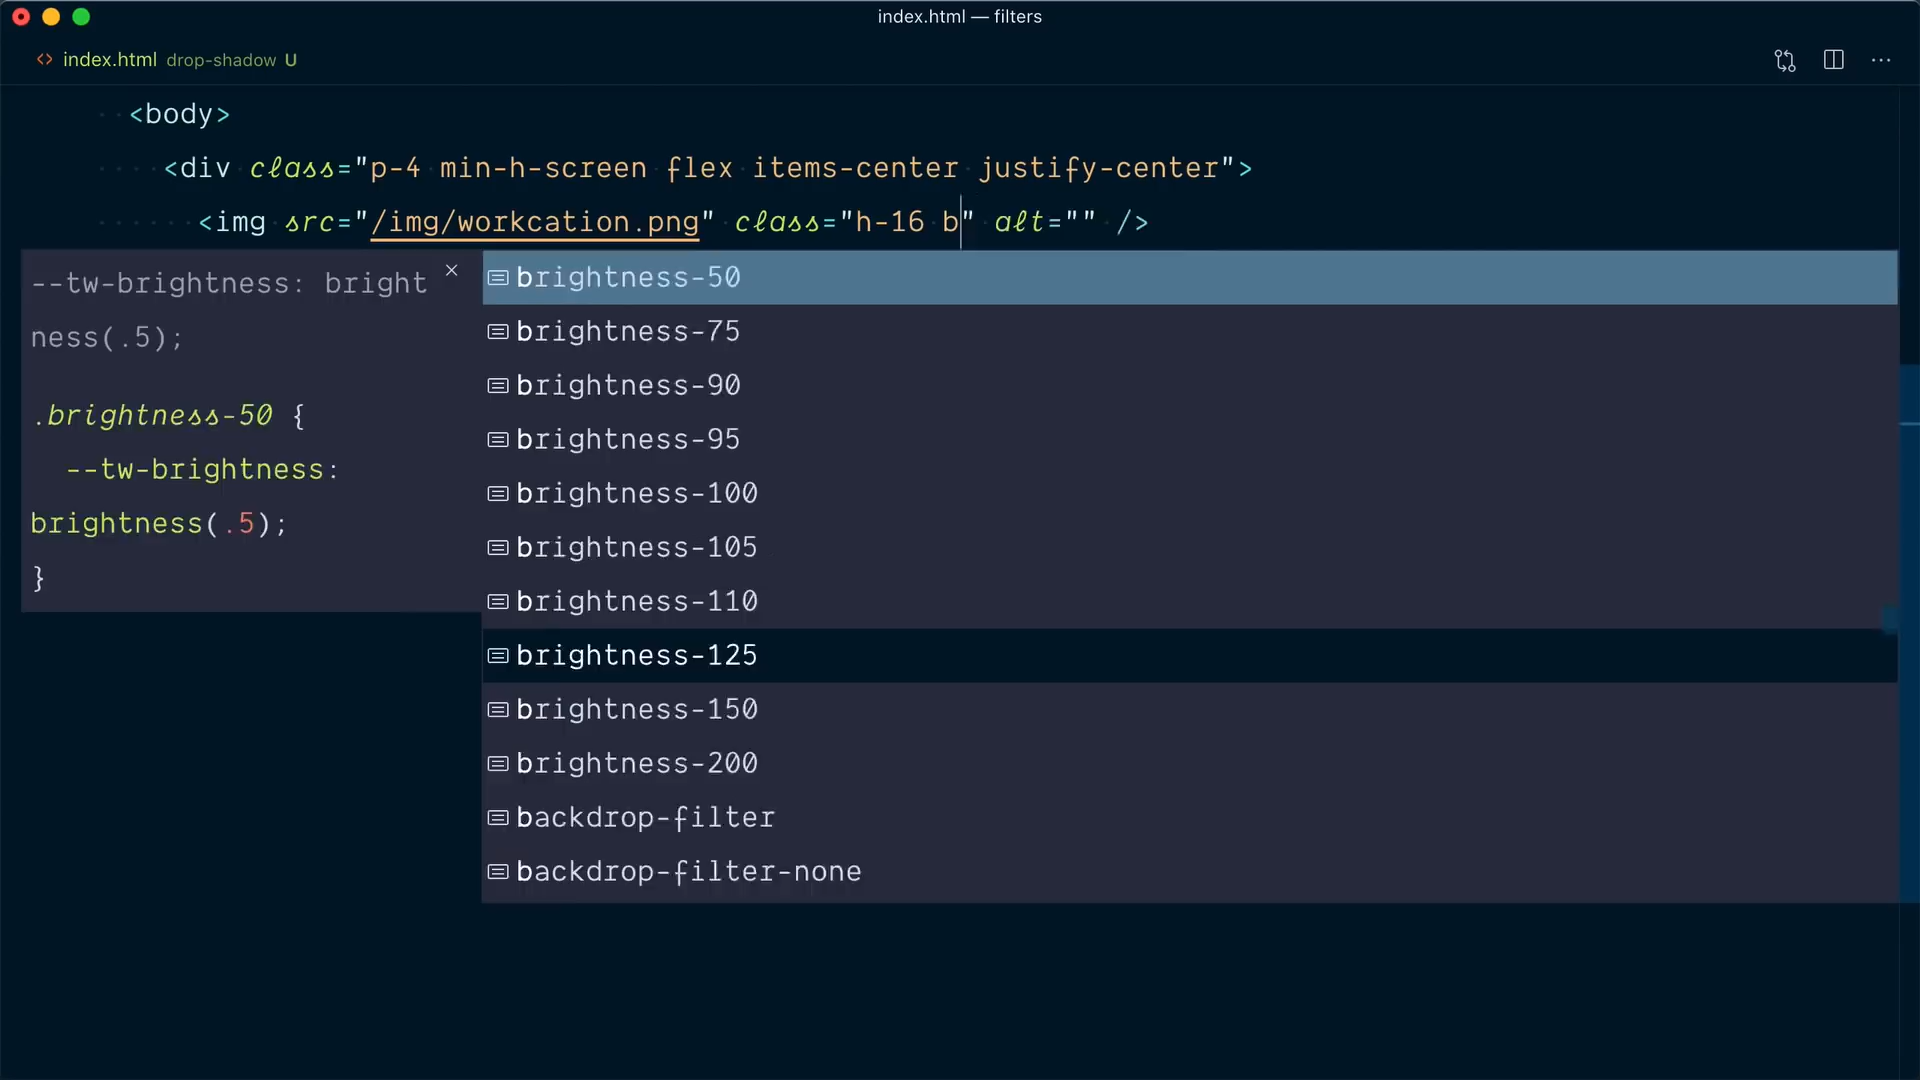 index.html — filters
index.html drop-shadow U
<body>
<div class="p-4 min-h-screen flex items-center justify-center">
<img src="/img/workcation.png" class="h-16 b" alt="" />
--tw-brightness: bright
ness(.5);
.brightness-50 {
--tw-brightness:
brightness(.5);
}
brightness-50
brightness-75
brightness-90
brightness-95
brightness-100
brightness-105
brightness-110
brightness-125
brightness-150
brightness-200
backdrop-filter
backdrop-filter-none